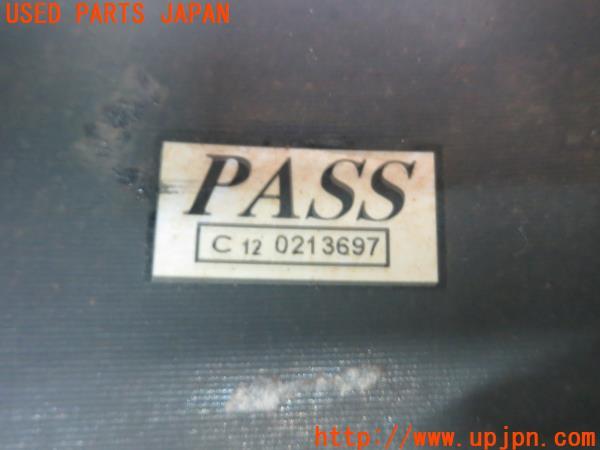 USED PARTS JAPAN
PASS
C 12 0213697
http://www.upjpn.com